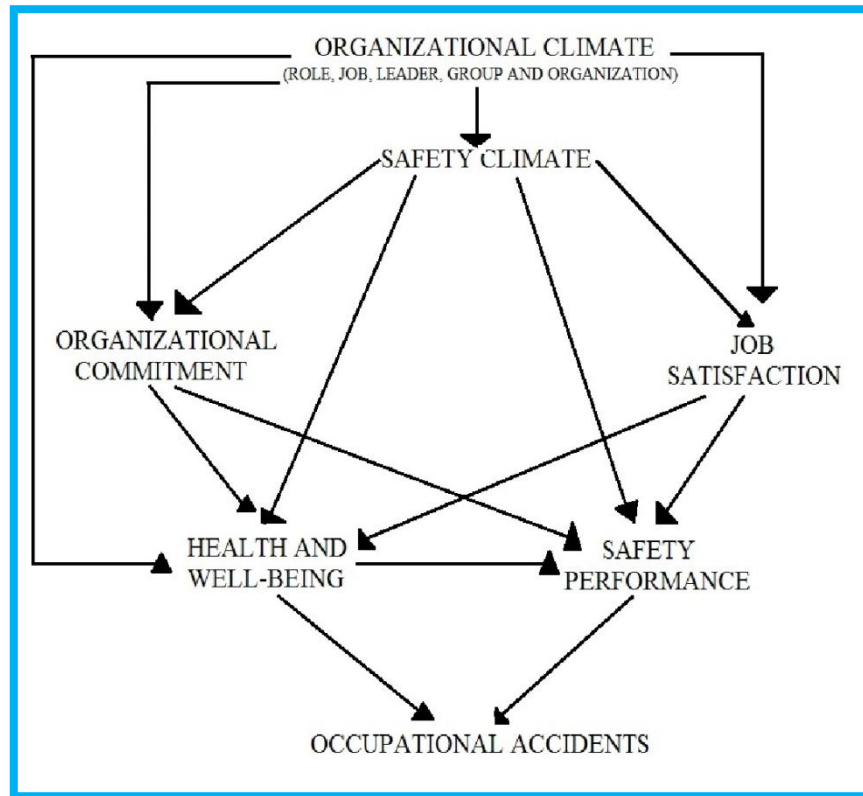 ORGANIZATIONAL CLIMATE
(ROLE, JOB, LEADER, GROUP AND ORGANIZATION)
SAFETY CLIMATE
ORGANIZATIONAL
COMMITMENT
JOB
SATISFACTION
HEALTH AND
WELL-BEING
SAFETY
PERFORMANCE
OCCUPATIONAL ACCIDENTS